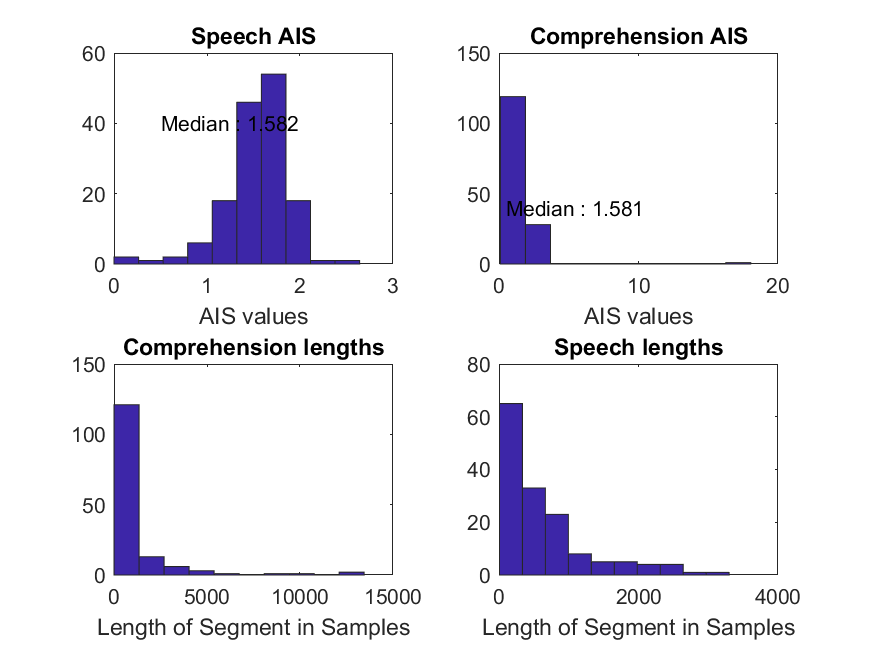 Speech AIS
60
40
20
0
Median : 1.582
0 1 2 3
AIS values
Comprehension AIS
150
100
50
0
Median : 1.581
0 10 20
AIS values
Comprehension lengths
150
100
50
0
0 5000 10000 15000
Length of Segment in Samples
Speech lengths
80
60
40
20
0
0 2000 4000
Length of Segment in Samples